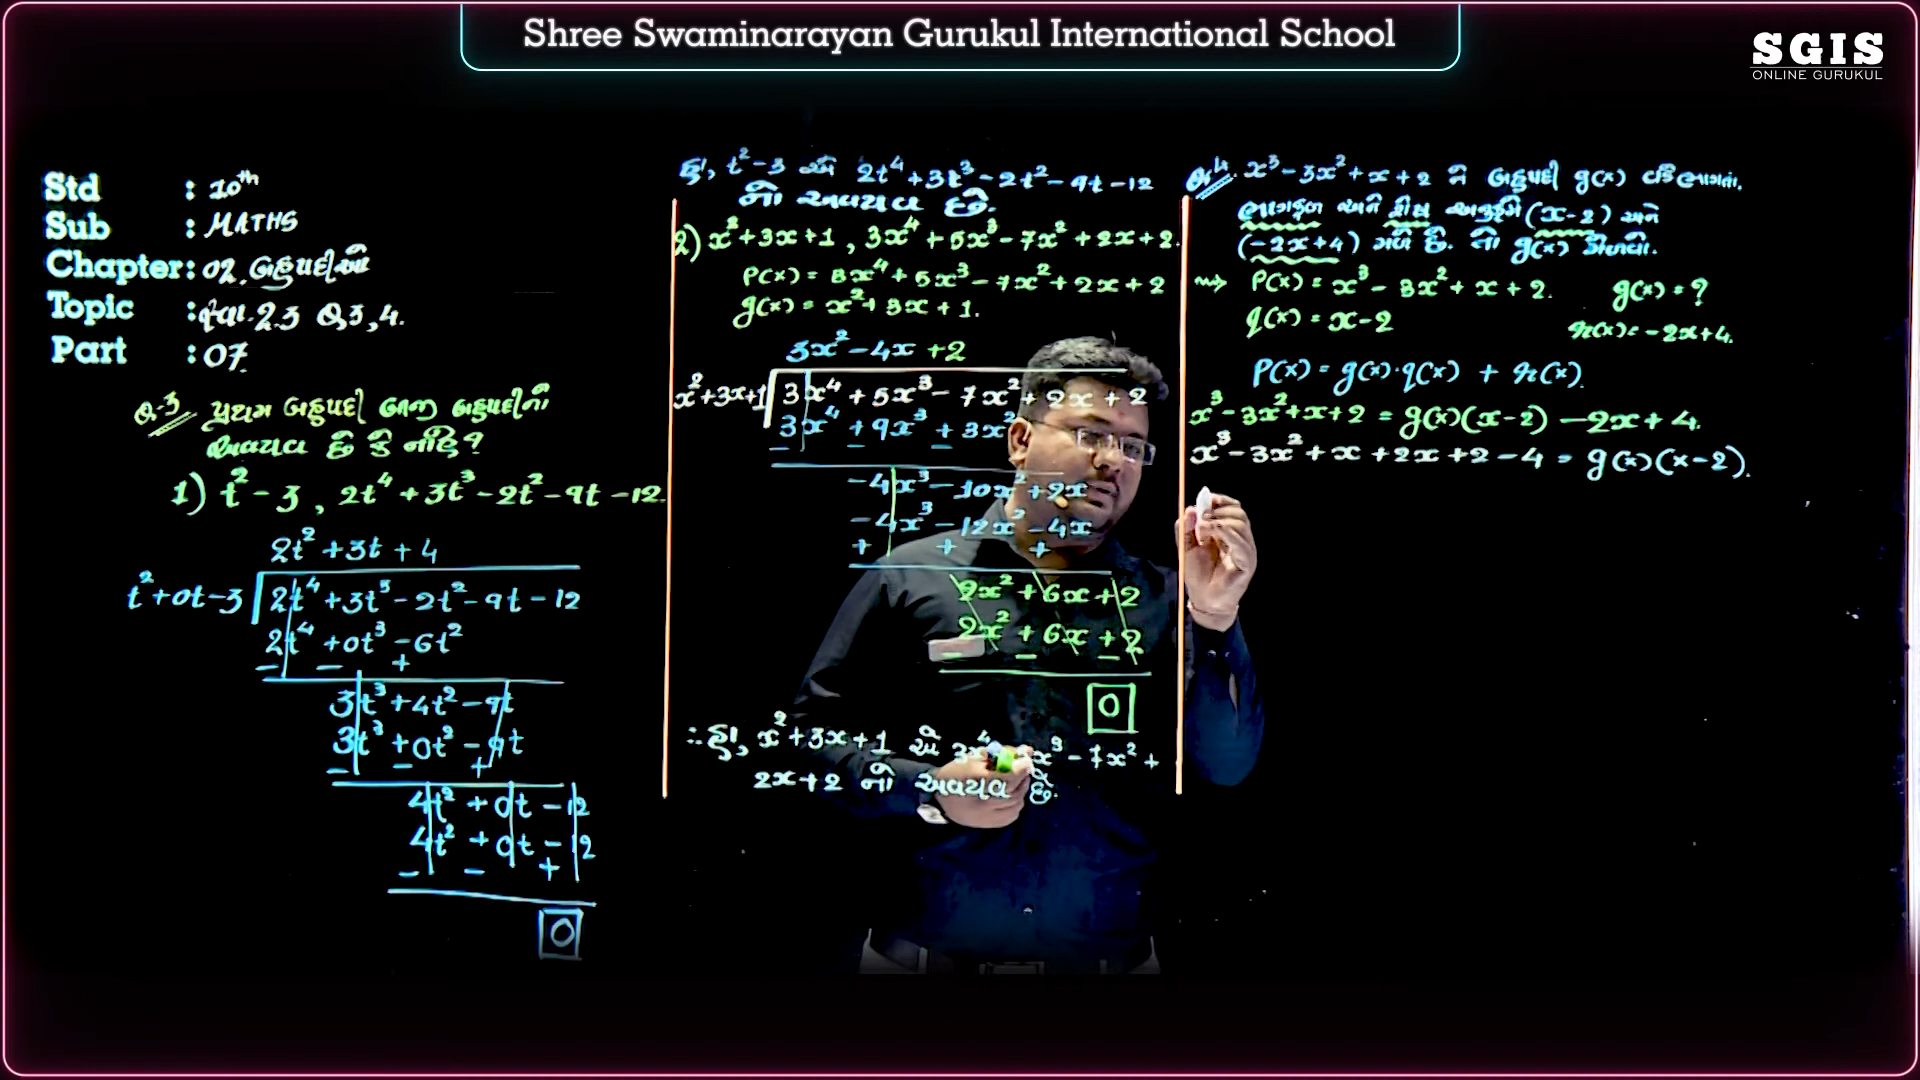 Shree Swaminarayan Gurukul International School
SGIS
ONLINE GURUKUL
Std : 10th
Sub : MATHS
Chapter : 02. બહુપદીઓ
Topic : સ્વા. 2.3 Q.3,4.
Part : 07.
Q-3 પ્રથમ બહુપદી બીજી બહુપદીનો
અવયવ છે કે નહિ?
1) t² - 3 , 2t⁴ + 3t³ - 2t² - 9t - 12.
2t² + 3t + 4
t² + 0t - 3 2t⁴ + 3t³ - 2t² - 9t - 12
2t⁴ + 0t³ - 6t²
- - +
3t³ + 4t² - 9t
3t³ + 0t² - 9t
- - +
4t² + 0t - 12
4t² + 0t - 12
- - +
0
હા, t² - 3 એ 2t⁴ + 3t³ - 2t² - 9t - 12
નો અવયવ છે.
2) x² + 3x + 1 , 3x⁴ + 5x³ - 7x² + 2x + 2.
P(x) = 3x⁴ + 5x³ - 7x² + 2x + 2
g(x) = x² + 3x + 1.
3x² - 4x + 2
x² + 3x + 1 3x⁴ + 5x³ - 7x² + 2x + 2
3x⁴ + 9x³ + 3x²
- - -
-4x³ - 10x² + 2x
-4x³ - 12x² - 4x
+ + +
2x² + 6x + 2
2x² + 6x + 2
- - -
0
∴ હા, x² + 3x + 1 એ 3x⁴ x³ - 7x² +
2x + 2 નો અવયવ છે.
Q.4. x³ - 3x² + x + 2 ને બહુપદી g(x) વડે ભાગતાં,
ભાગફળ અને શેષ અનુક્રમે (x-2) અને
(-2x+4) મળે છે. તો g(x) શોધો.
P(x) = x³ - 3x² + x + 2. g(x) = ?
q(x) = x - 2 r(x) = -2x + 4.
P(x) = g(x)·q(x) + r(x).
x³ - 3x² + x + 2 = g(x)(x-2) - 2x + 4.
x³ - 3x² + x + 2x + 2 - 4 = g(x)(x-2).